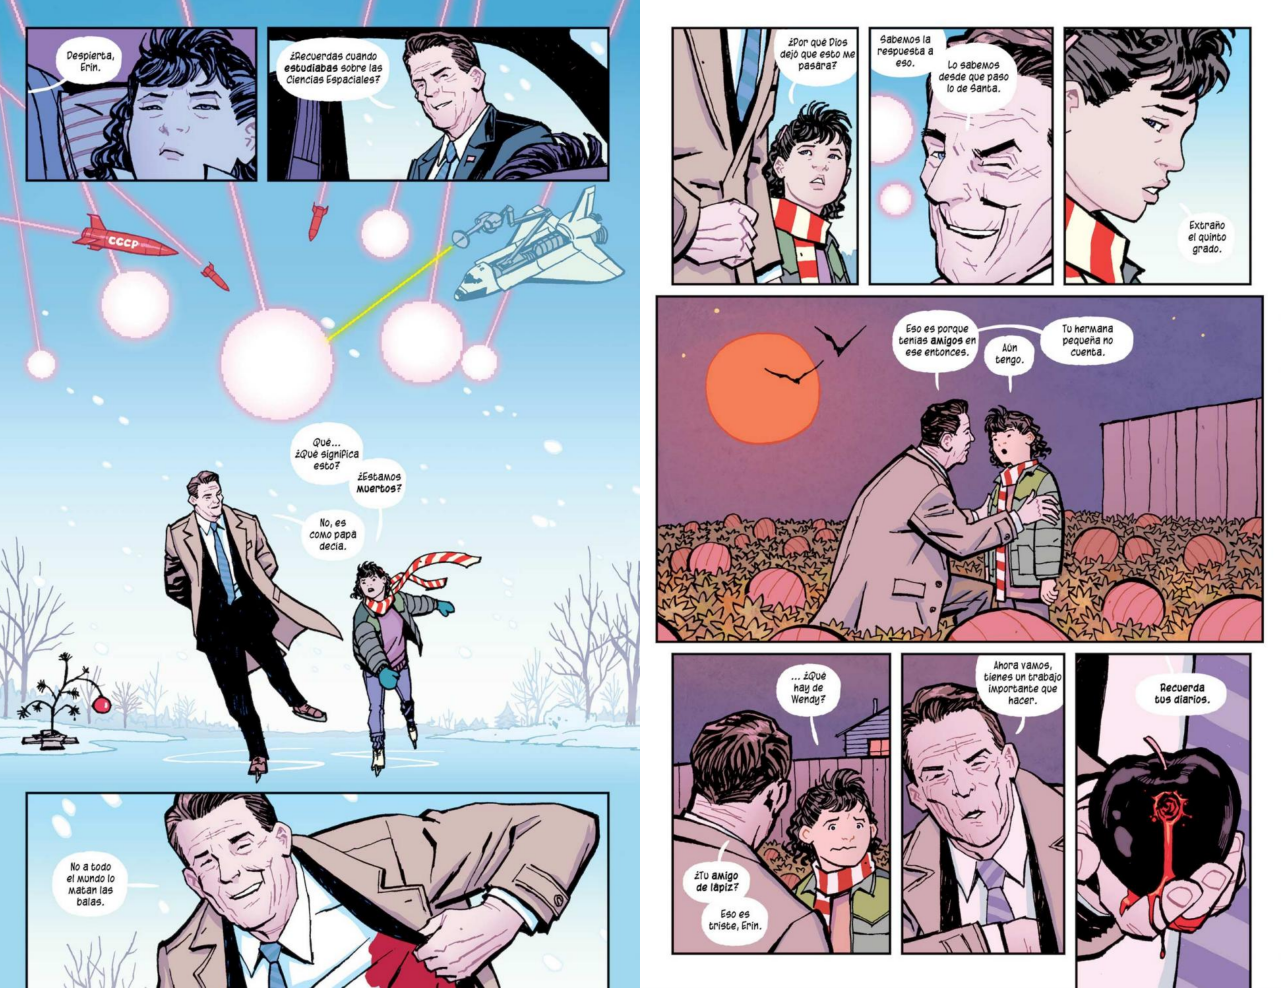 Despierta,
Erin.
¿Recuerdas cuando
estudiabas sobre las
Ciencias Espaciales?
CCCP
Qué...
¿Qué significa
esto?
¿Estamos
muertos?
No, es
como papá
decía.
No a todo
el mundo lo
matan las
balas.
¿Por qué Dios
dejó que esto me
pasara?
Sabemos la
respuesta a
eso.
Lo sabemos
desde que paso
lo de Santa.
Extraño
el quinto
grado.
Eso es porque
tenías amigos en
ese entonces.
Aún
tengo.
Tu hermana
pequeña no
cuenta.
... ¿Qué
hay de
Wendy?
¿Tu amigo
de lápiz?
Eso es
triste, Erin.
Ahora vamos,
tienes un trabajo
importante que
hacer.
Recuerda
tus diarios.